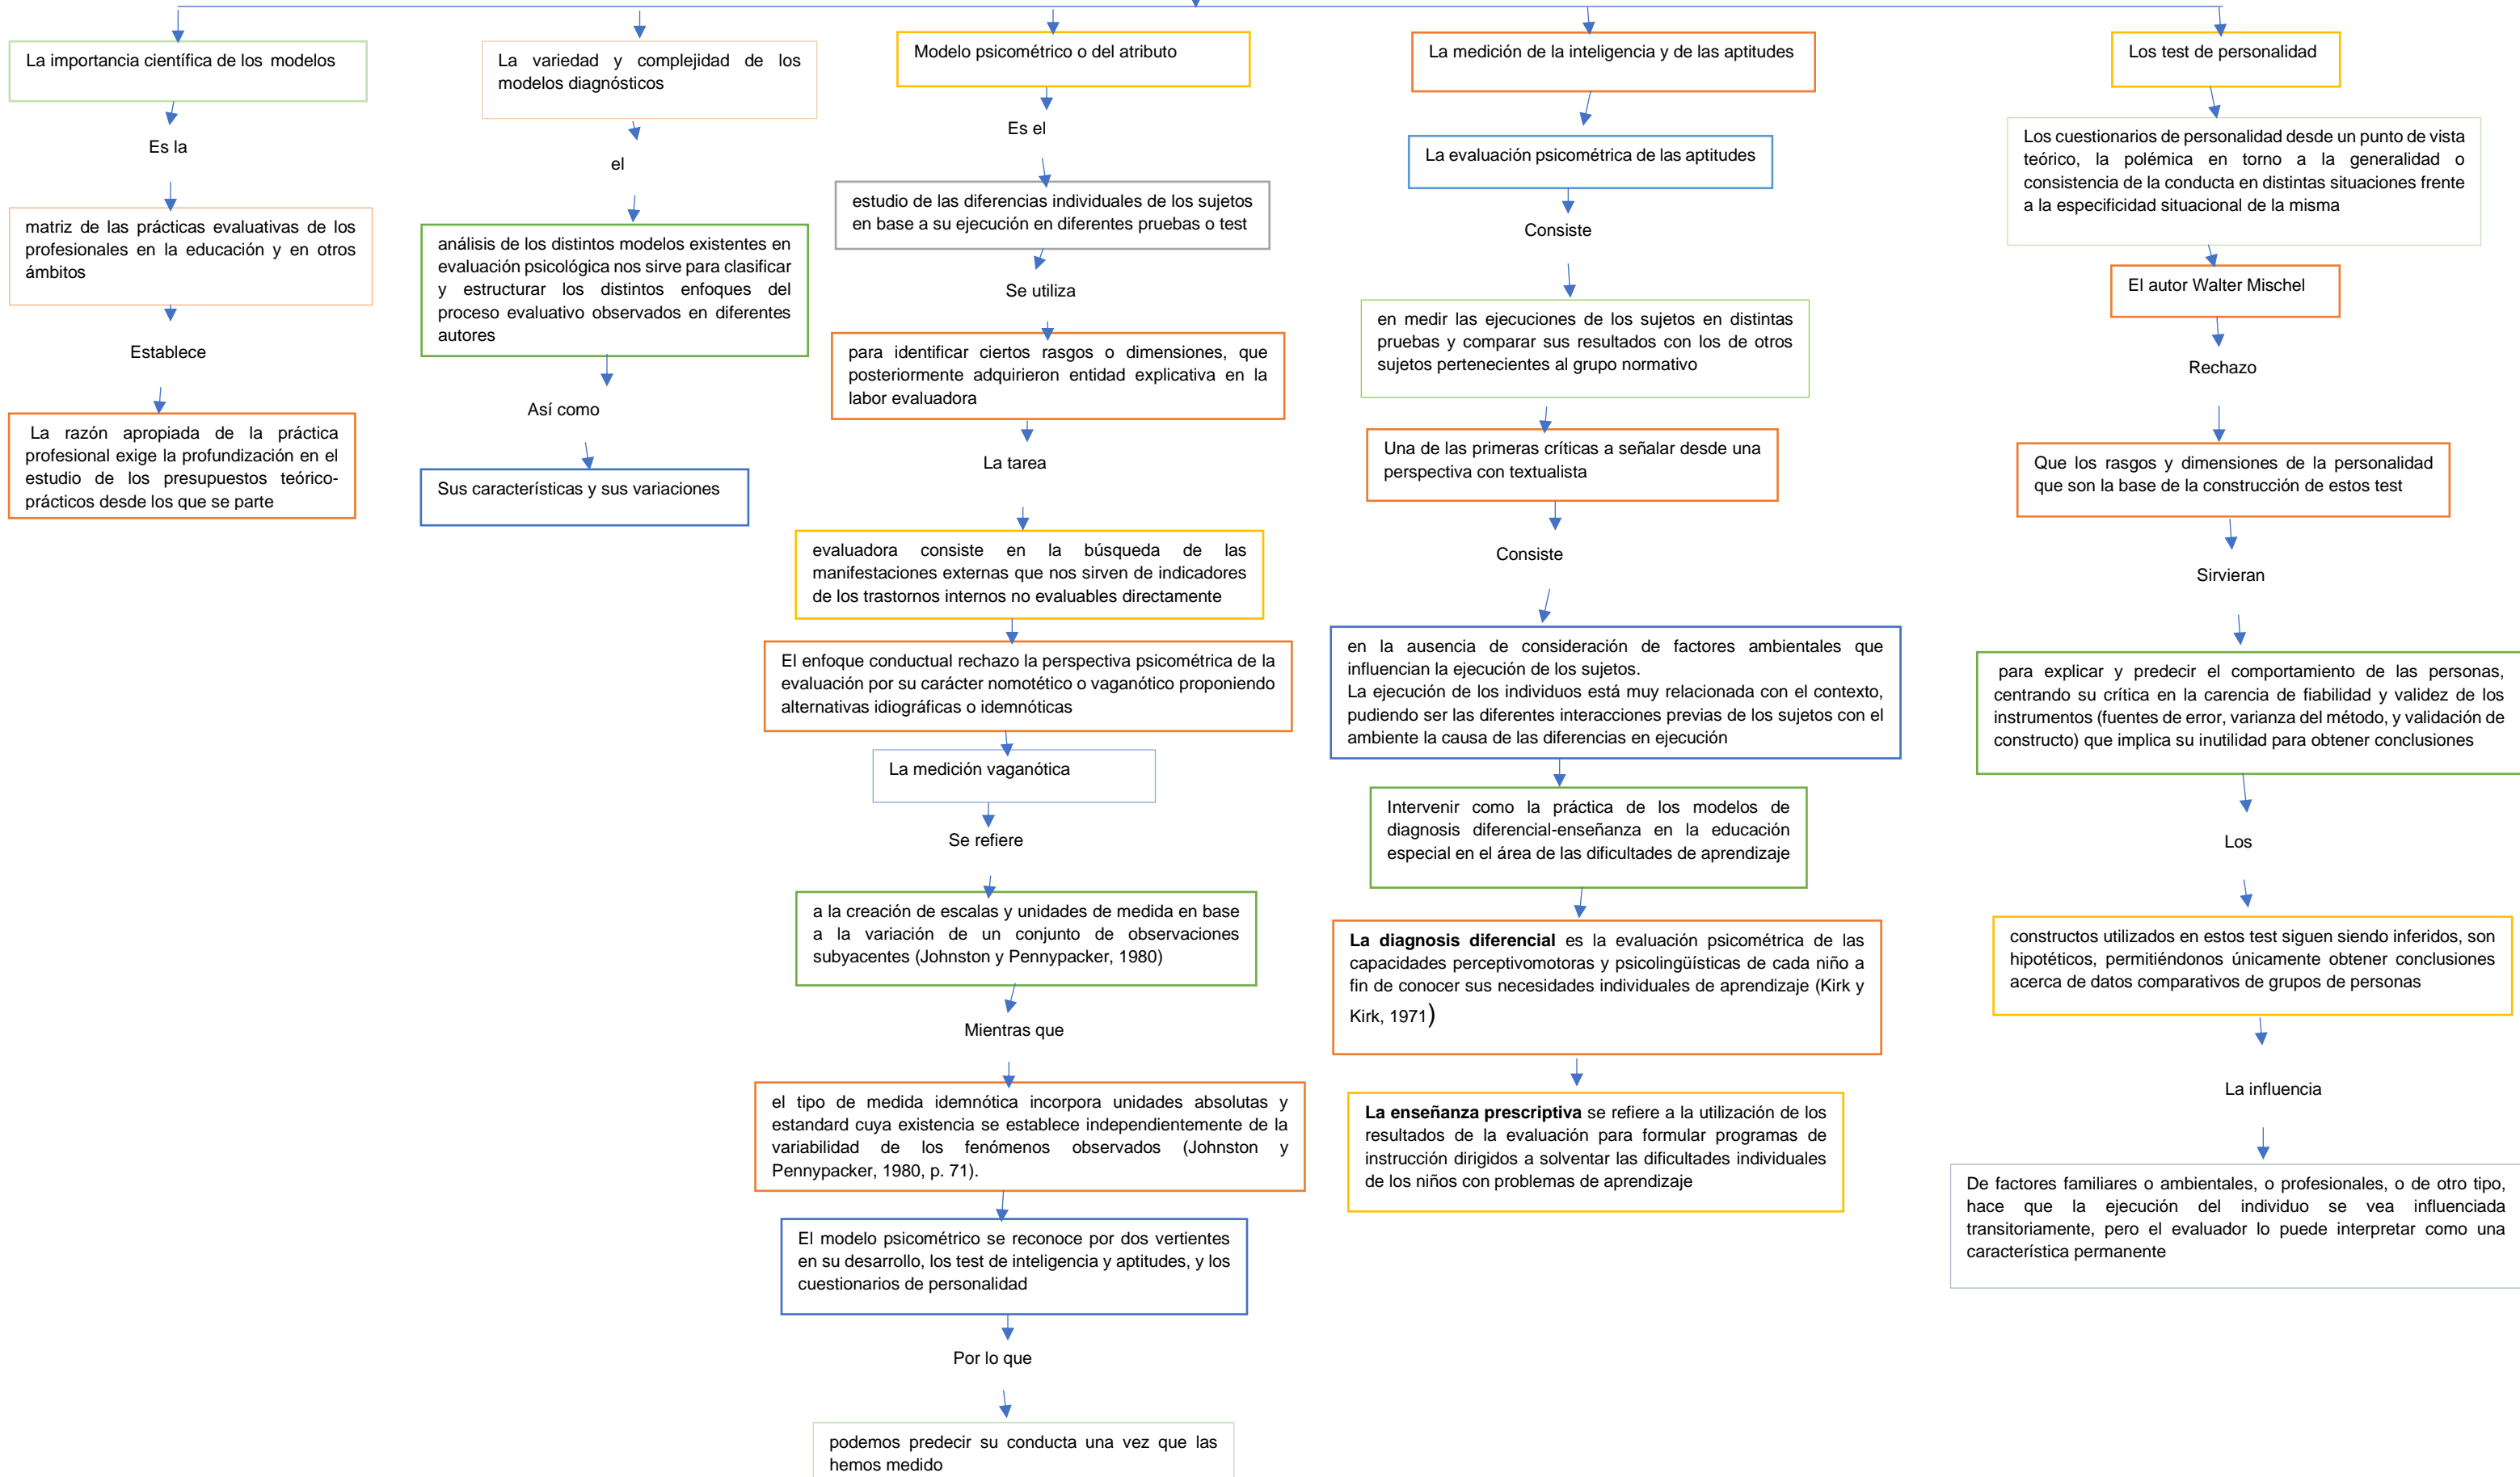 La importancia científica de los modelos
Es la
matriz de las prácticas evaluativas de los
profesionales en la educación y en otros
ámbitos
Establece
La razón apropiada de la práctica
profesional exige la profundización en el
estudio de los presupuestos teórico-
prácticos desde los que se parte
La variedad y complejidad de los
modelos diagnósticos
el
análisis de los distintos modelos existentes en
evaluación psicológica nos sirve para clasificar
y estructurar los distintos enfoques del
proceso evaluativo observados en diferentes
autores
Así como
Sus características y sus variaciones
Modelo psicométrico o del atributo
Es el
estudio de las diferencias individuales de los sujetos
en base a su ejecución en diferentes pruebas o test
Se utiliza
para identificar ciertos rasgos o dimensiones, que
posteriormente adquirieron entidad explicativa en la
labor evaluadora
La tarea
evaluadora consiste en la búsqueda de las
manifestaciones externas que nos sirven de indicadores
de los trastornos internos no evaluables directamente
El enfoque conductual rechazo la perspectiva psicométrica de la
evaluación por su carácter nomotético o vaganótico proponiendo
alternativas idiográficas o idemnóticas
La medición vaganótica
Se refiere
a la creación de escalas y unidades de medida en base
a la variación de un conjunto de observaciones
subyacentes (Johnston y Pennypacker, 1980)
Mientras que
el tipo de medida idemnótica incorpora unidades absolutas y
estandard cuya existencia se establece independientemente de la
variabilidad de los fenómenos observados (Johnston y
Pennypacker, 1980, p. 71).
El modelo psicométrico se reconoce por dos vertientes
en su desarrollo, los test de inteligencia y aptitudes, y los
cuestionarios de personalidad
Por lo que
podemos predecir su conducta una vez que las
hemos medido
La medición de la inteligencia y de las aptitudes
La evaluación psicométrica de las aptitudes
Consiste
en medir las ejecuciones de los sujetos en distintas
pruebas y comparar sus resultados con los de otros
sujetos pertenecientes al grupo normativo
Una de las primeras críticas a señalar desde una
perspectiva con textualista
Consiste
en la ausencia de consideración de factores ambientales que
influencian la ejecución de los sujetos.
La ejecución de los individuos está muy relacionada con el contexto,
pudiendo ser las diferentes interacciones previas de los sujetos con el
ambiente la causa de las diferencias en ejecución
Intervenir como la práctica de los modelos de
diagnosis diferencial-enseñanza en la educación
especial en el área de las dificultades de aprendizaje
La diagnosis diferencial es la evaluación psicométrica de las
capacidades perceptivomotoras y psicolingüísticas de cada niño a
fin de conocer sus necesidades individuales de aprendizaje (Kirk y
Kirk, 1971)
La enseñanza prescriptiva se refiere a la utilización de los
resultados de la evaluación para formular programas de
instrucción dirigidos a solventar las dificultades individuales
de los niños con problemas de aprendizaje
Los test de personalidad
Los cuestionarios de personalidad desde un punto de vista
teórico, la polémica en torno a la generalidad o
consistencia de la conducta en distintas situaciones frente
a la especificidad situacional de la misma
El autor Walter Mischel
Rechazo
Que los rasgos y dimensiones de la personalidad
que son la base de la construcción de estos test
Sirvieran
para explicar y predecir el comportamiento de las personas,
centrando su crítica en la carencia de fiabilidad y validez de los
instrumentos (fuentes de error, varianza del método, y validación de
constructo) que implica su inutilidad para obtener conclusiones
Los
constructos utilizados en estos test siguen siendo inferidos, son
hipotéticos, permitiéndonos únicamente obtener conclusiones
acerca de datos comparativos de grupos de personas
La influencia
De factores familiares o ambientales, o profesionales, o de otro tipo,
hace que la ejecución del individuo se vea influenciada
transitoriamente, pero el evaluador lo puede interpretar como una
característica permanente